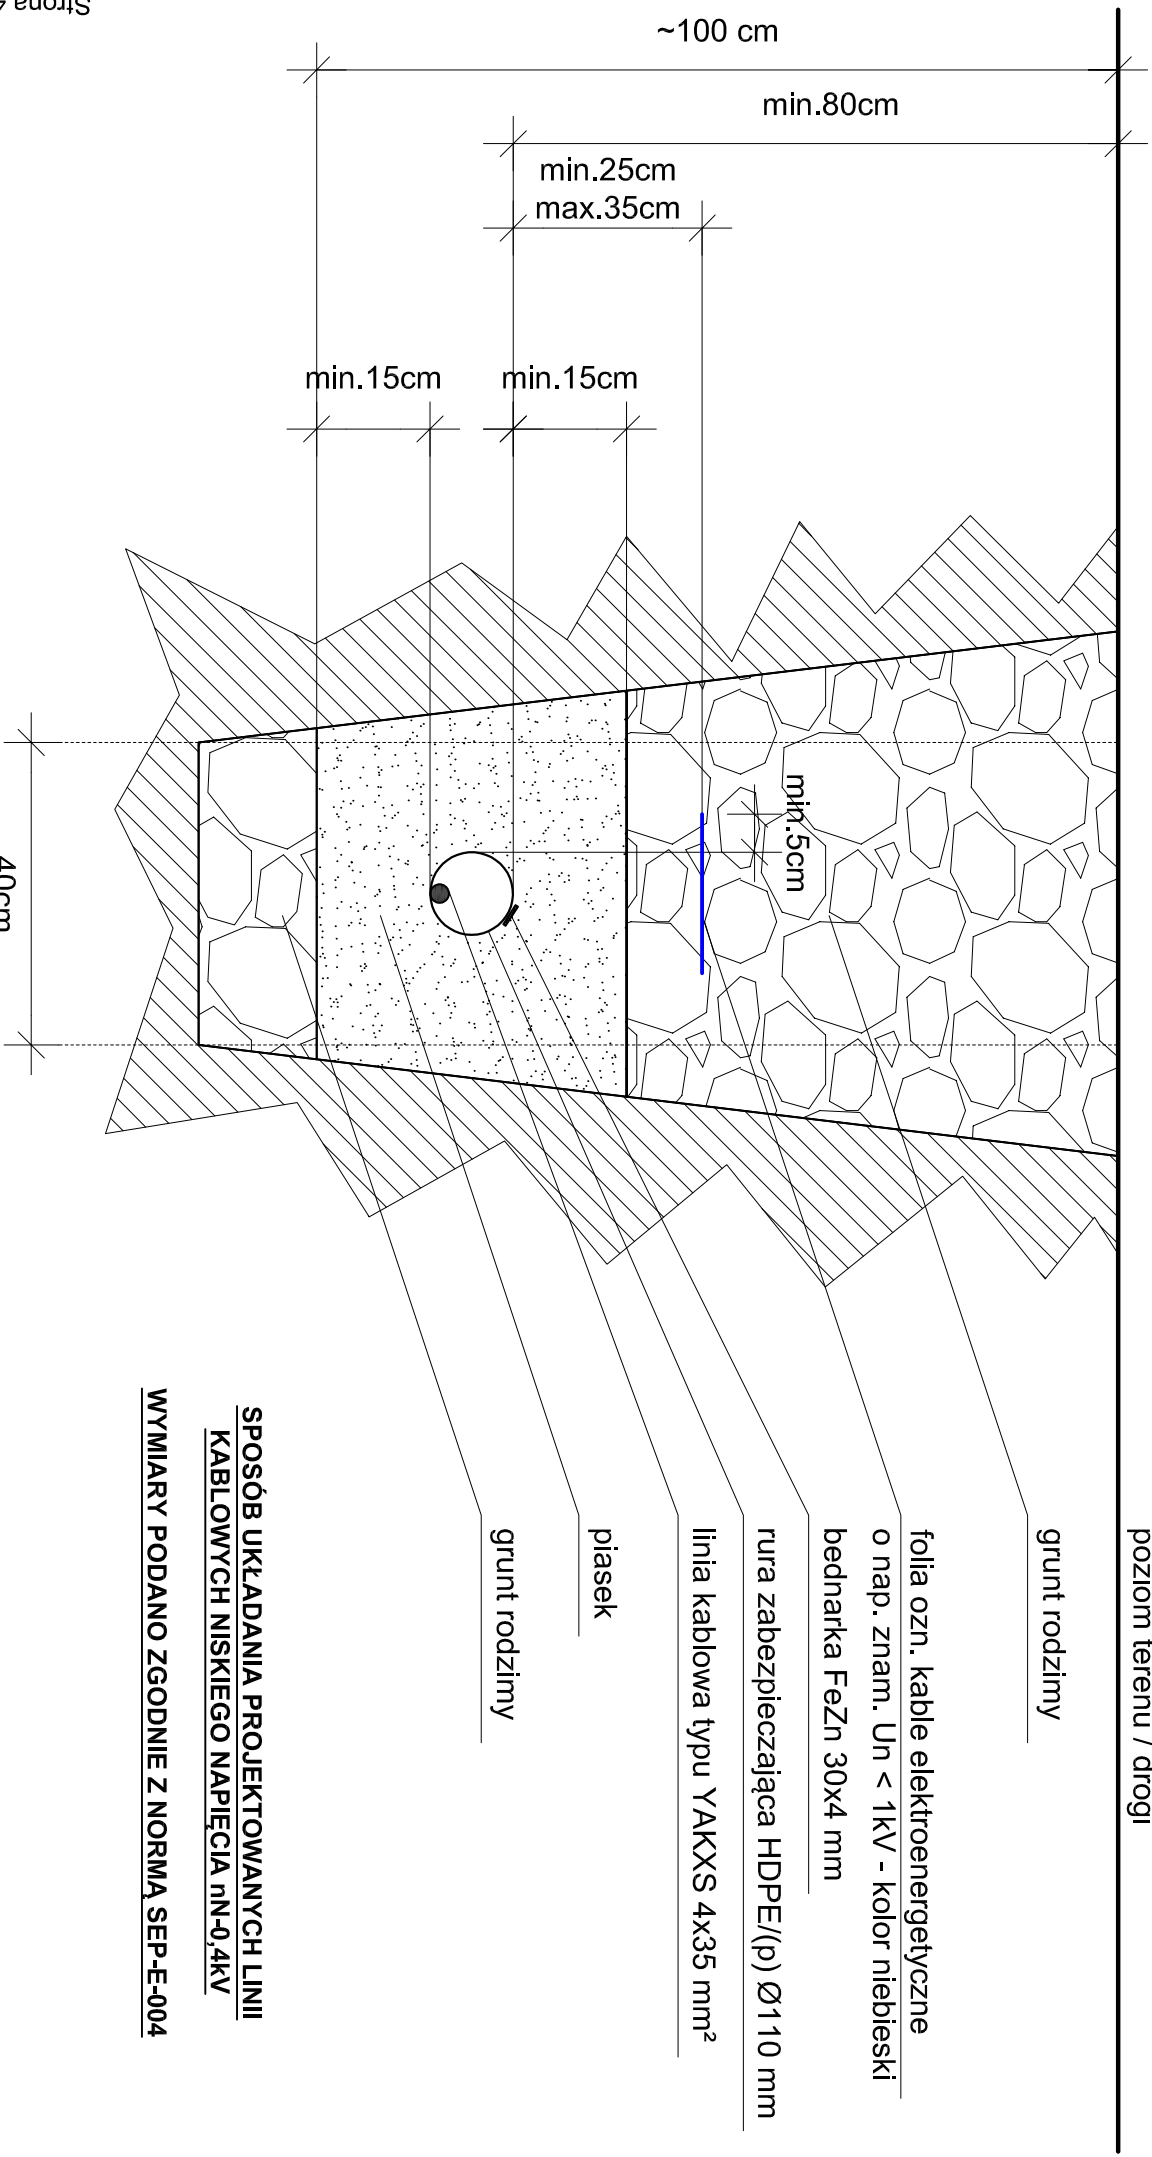 poziom terenu / drogi
~100 cm
min.80cm
min.25cm
max.35cm
min.15cm
min.15cm
min.5cm
40cm
grunt rodzimy
folia ozn. kable elektroenergetyczne
o nap. znam. Un < 1kV - kolor niebieski
bednarka FeZn 30x4 mm
rura zabezpieczająca HDPE/(p) Ø110 mm
linia kablowa typu YAKXS 4x35 mm²
piasek
grunt rodzimy
SPOSÓB UKŁADANIA PROJEKTOWANYCH LINII
KABLOWYCH NISKIEGO NAPIĘCIA nN-0,4kV
WYMIARY PODANO ZGODNIE Z NORMĄ SEP-E-004
Strona